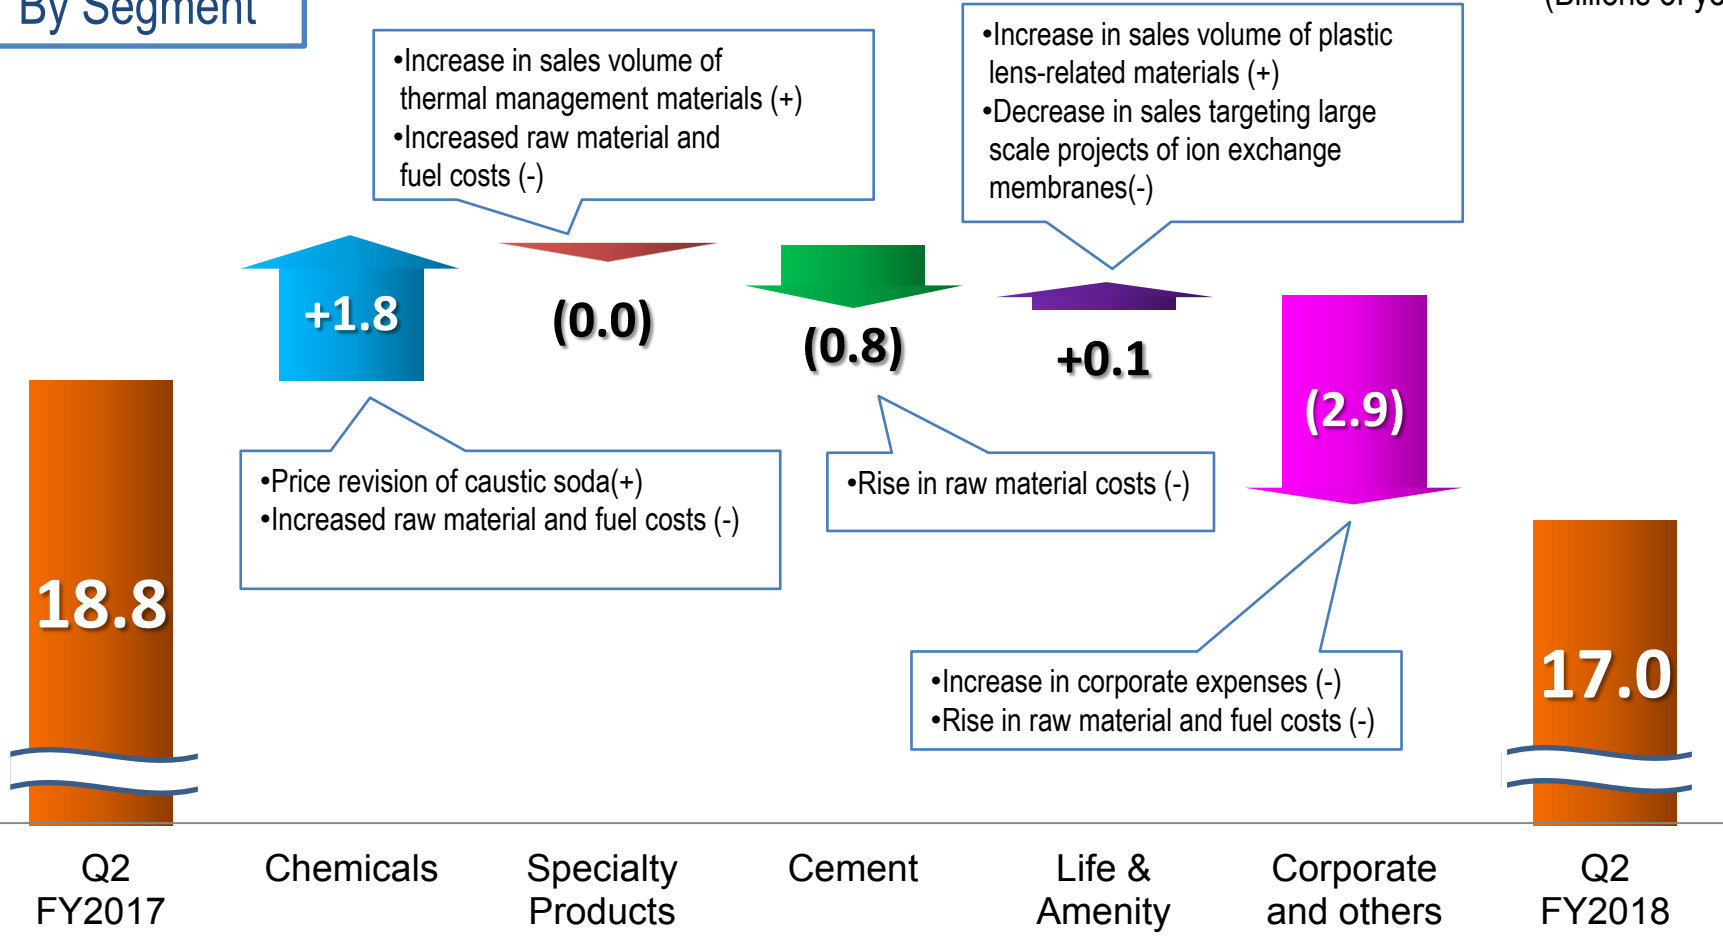 By Segment
(Billions of
•Increase in sales volume of
thermal management materials (+)
•Increased raw material and
fuel costs (-)
•Increase in sales volume of plastic
lens-related materials (+)
•Decrease in sales targeting large
scale projects of ion exchange
membranes(-)
+1.8
(0.0)
(0.8)
+0.1
(2.9)
•Price revision of caustic soda(+)
•Increased raw material and fuel costs (-)
•Rise in raw material costs (-)
18.8
•Increase in corporate expenses (-)
•Rise in raw material and fuel costs (-)
17.0
Q2
FY2017
Chemicals
Specialty
Products
Cement
Life &
Amenity
Corporate
and others
Q2
FY2018